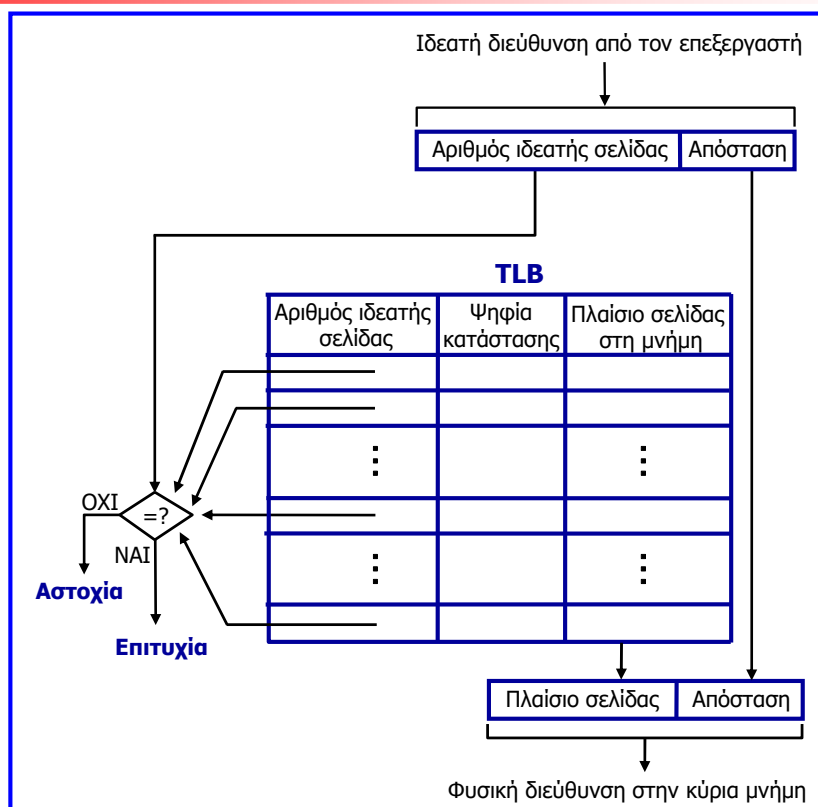 Ιδεατή διεύθυνση από τον επεξεργαστή
Αριθμός ιδεατής σελίδας Απόσταση
TLB
Αριθμός ιδεατής σελίδας
Ψηφία κατάστασης
Πλαίσιο σελίδας στη μνήμη
ΟΧΙ
=?
ΝΑΙ
Αστοχία
Επιτυχία
Πλαίσιο σελίδας Απόσταση
Φυσική διεύθυνση στην κύρια μνήμη